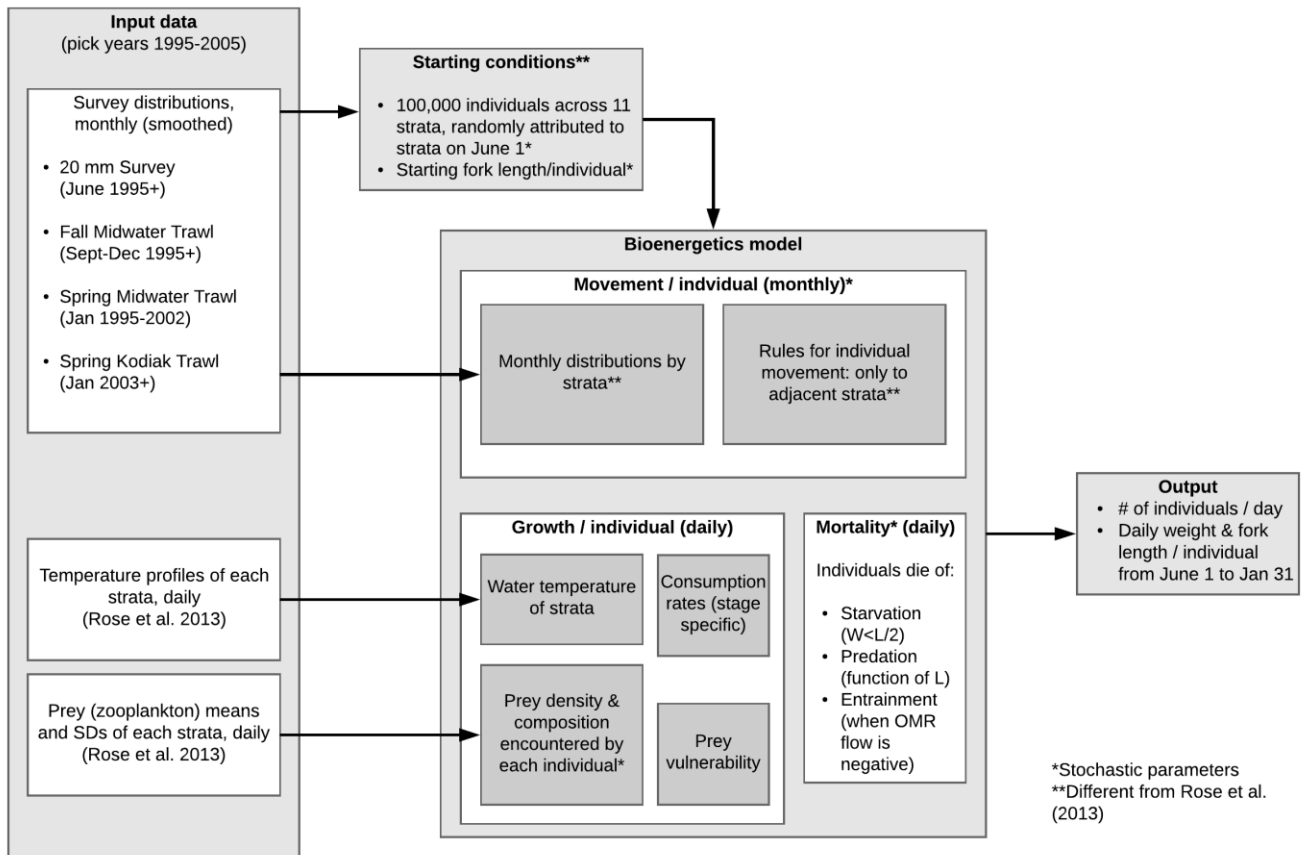 Input data
(pick years 1995-2005)
Survey distributions,
monthly (smoothed)
• 20 mm Survey
(June 1995+)
• Fall Midwater Trawl
(Sept-Dec 1995+)
• Spring Midwater Trawl
(Jan 1995-2002)
• Spring Kodiak Trawl
(Jan 2003+)
Temperature profiles of each
strata, daily
(Rose et al. 2013)
Prey (zooplankton) means
and SDs of each strata, daily
(Rose et al. 2013)
Starting conditions**
• 100,000 individuals across 11
strata, randomly attributed to
strata on June 1*
• Starting fork length/individual*
Bioenergetics model
Movement / indvidual (monthly)*
Monthly distributions by
strata**
Rules for individual
movement: only to
adjacent strata**
Growth / individual (daily)
Water temperature
of strata
Consumption
rates (stage
specific)
Prey density &
composition
encountered by
each individual*
Prey
vulnerability
Mortality* (daily)
Individuals die of:
• Starvation
(W<L/2)
• Predation
(function of L)
• Entrainment
(when OMR
flow is
negative)
Output
• # of individuals / day
• Daily weight & fork
length / individual
from June 1 to Jan 31
*Stochastic parameters
**Different from Rose et al.
(2013)